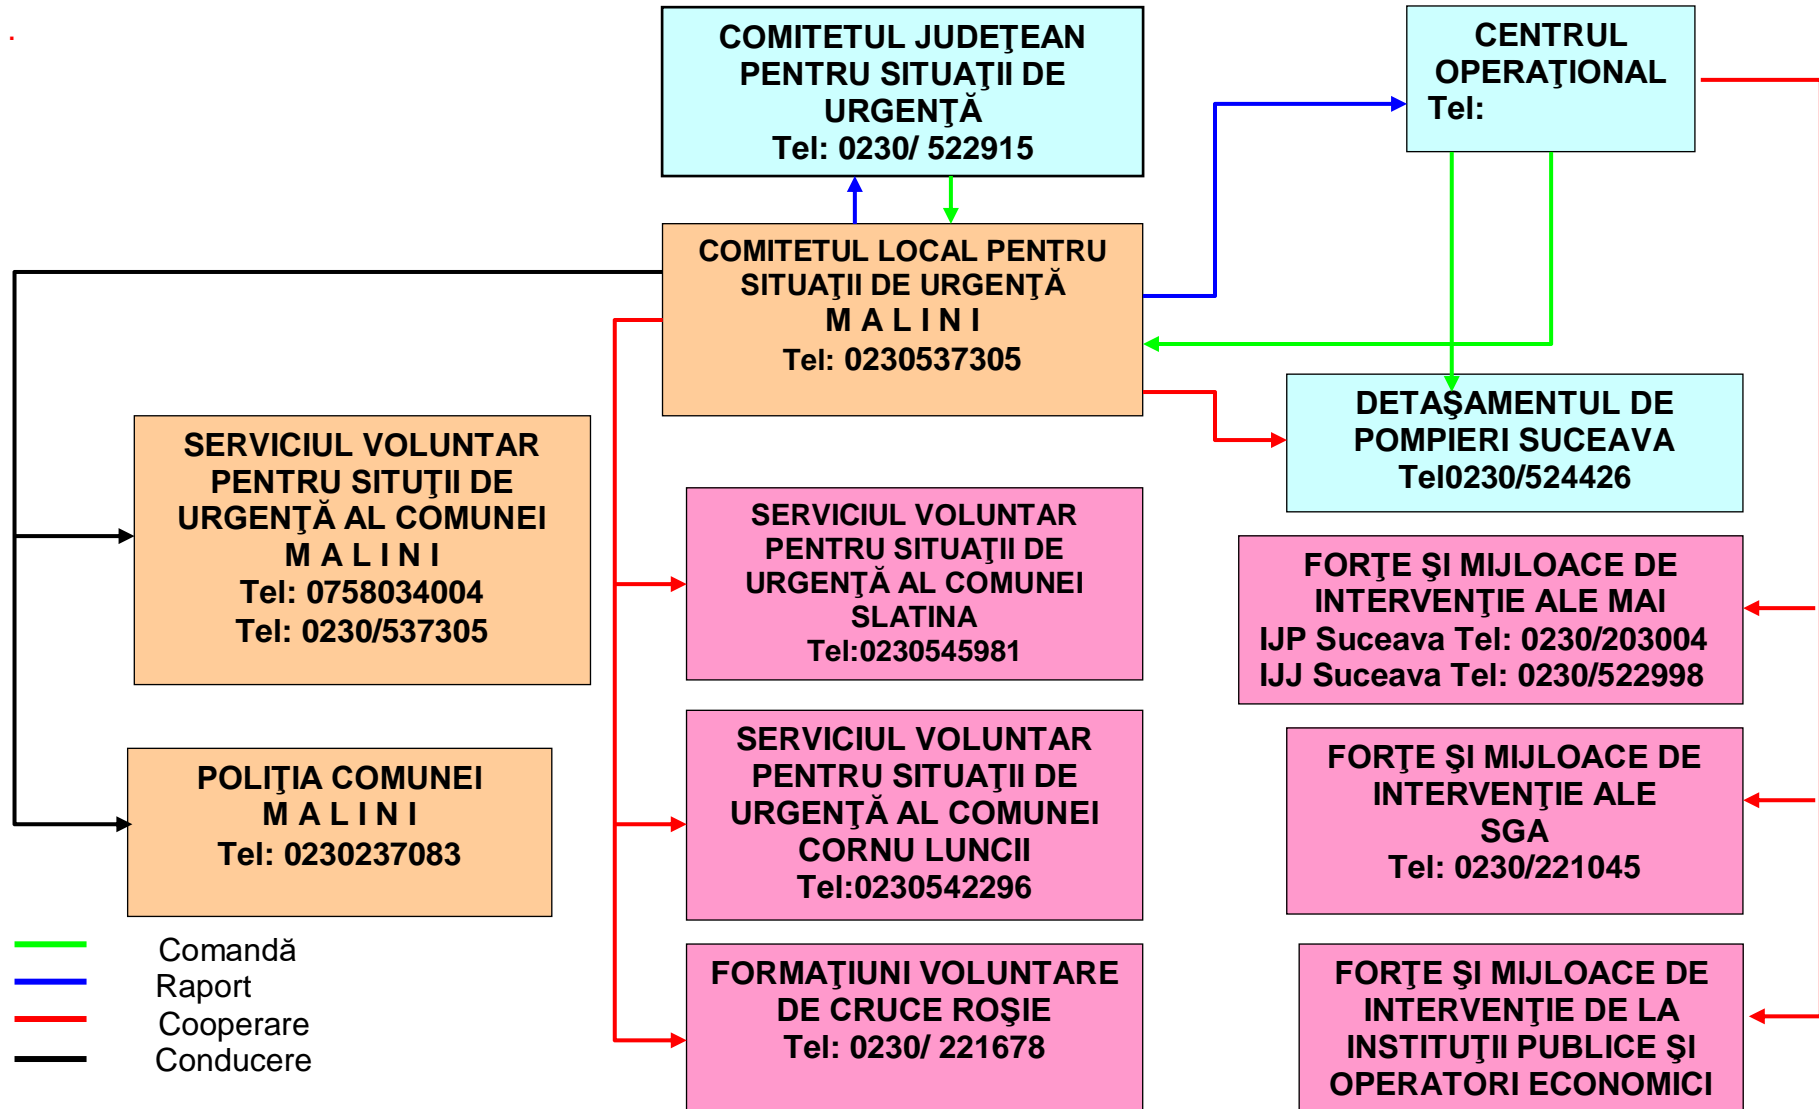 COMITETUL JUDEŢEAN
PENTRU SITUAŢII DE
URGENŢĂ
Tel: 0230/ 522915
CENTRUL
OPERAŢIONAL
Tel:
COMITETUL LOCAL PENTRU
SITUAŢII DE URGENŢĂ
M A L I N I
Tel: 0230537305
DETAŞAMENTUL DE
POMPIERI SUCEAVA
Tel0230/524426
SERVICIUL VOLUNTAR
PENTRU SITUŢII DE
URGENŢĂ AL COMUNEI
M A L I N I
Tel: 0758034004
Tel: 0230/537305
SERVICIUL VOLUNTAR
PENTRU SITUAŢII DE
URGENŢĂ AL COMUNEI
SLATINA
Tel:0230545981
FORŢE ŞI MIJLOACE DE
INTERVENŢIE ALE MAI
IJP Suceava Tel: 0230/203004
IJJ Suceava Tel: 0230/522998
POLIŢIA COMUNEI
M A L I N I
Tel: 0230237083
SERVICIUL VOLUNTAR
PENTRU SITUAŢII DE
URGENŢĂ AL COMUNEI
CORNU LUNCII
Tel:0230542296
FORŢE ŞI MIJLOACE DE
INTERVENŢIE ALE
SGA
Tel: 0230/221045
Comandă
Raport
Cooperare
Conducere
FORMAŢIUNI VOLUNTARE
DE CRUCE ROŞIE
Tel: 0230/ 221678
FORŢE ŞI MIJLOACE DE
INTERVENŢIE DE LA
INSTITUŢII PUBLICE ŞI
OPERATORI ECONOMICI